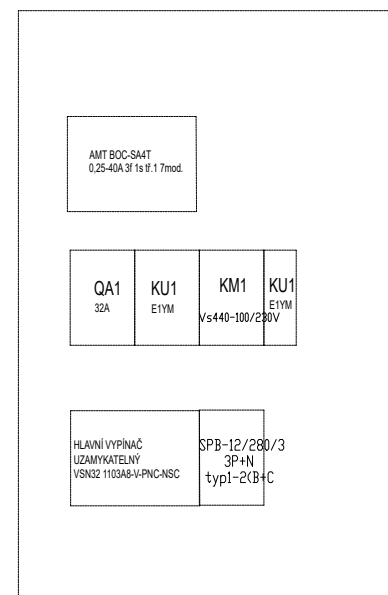 AMT BOC-SA4T
0,25-40A 3f 1s tř.1 7mod.
QA1
32A
KU1
E1YM
KM1
Vs440-100/230V
KU1
E1YM
HLAVNÍ VYPÍNAČ
UZAMYKATELNÝ
VSN32 1103A8-V-PNC-NSC
SPB-12/280/3
3P+N
typ1-2(B+C